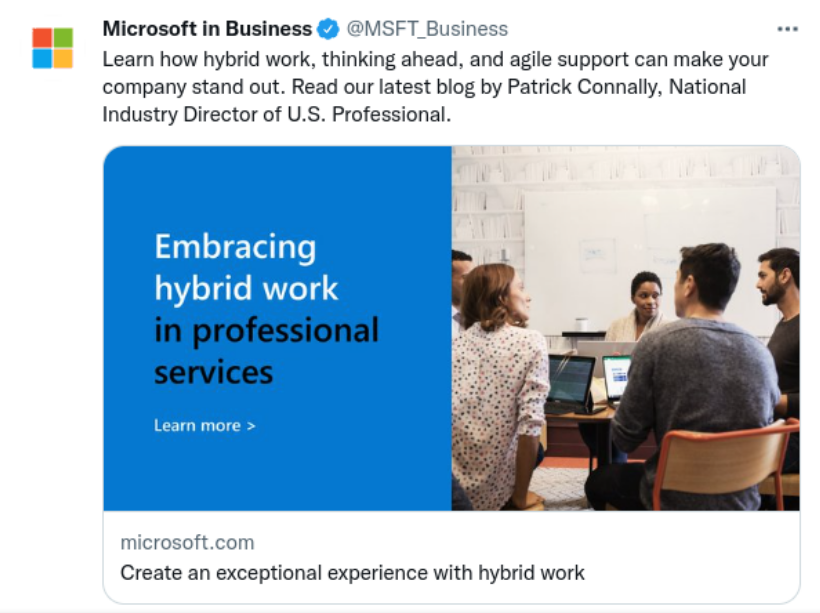 Microsoft in Business @MSFT_Business
Learn how hybrid work, thinking ahead, and agile support can make your
company stand out. Read our latest blog by Patrick Connally, National
Industry Director of U.S. Professional.
Embracing
hybrid work
in professional
services
Learn more >
microsoft.com
Create an exceptional experience with hybrid work